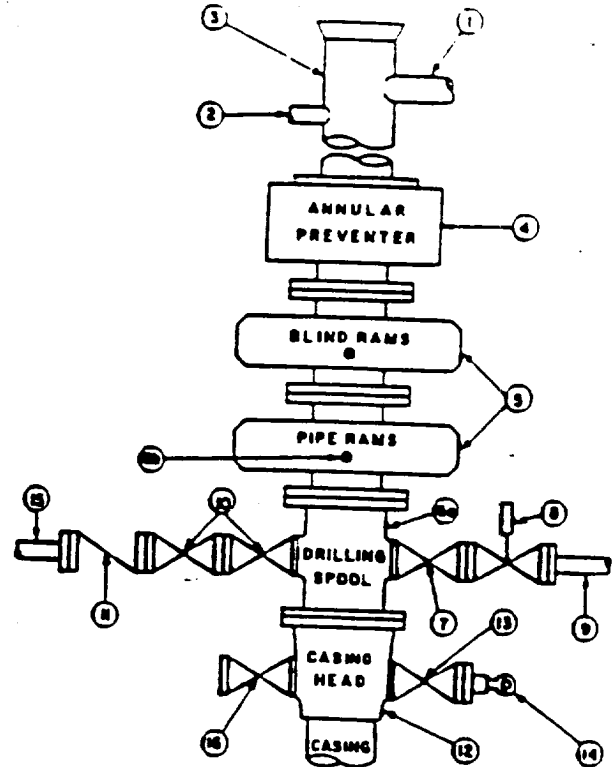 3
1
2
ANNULAR
PREVENTER
4
BLIND RAMS
5
PIPE RAMS
15
10
8
DRILLING
SPOOL
11
7
13
9
CASING
HEAD
16
12
14
CASING